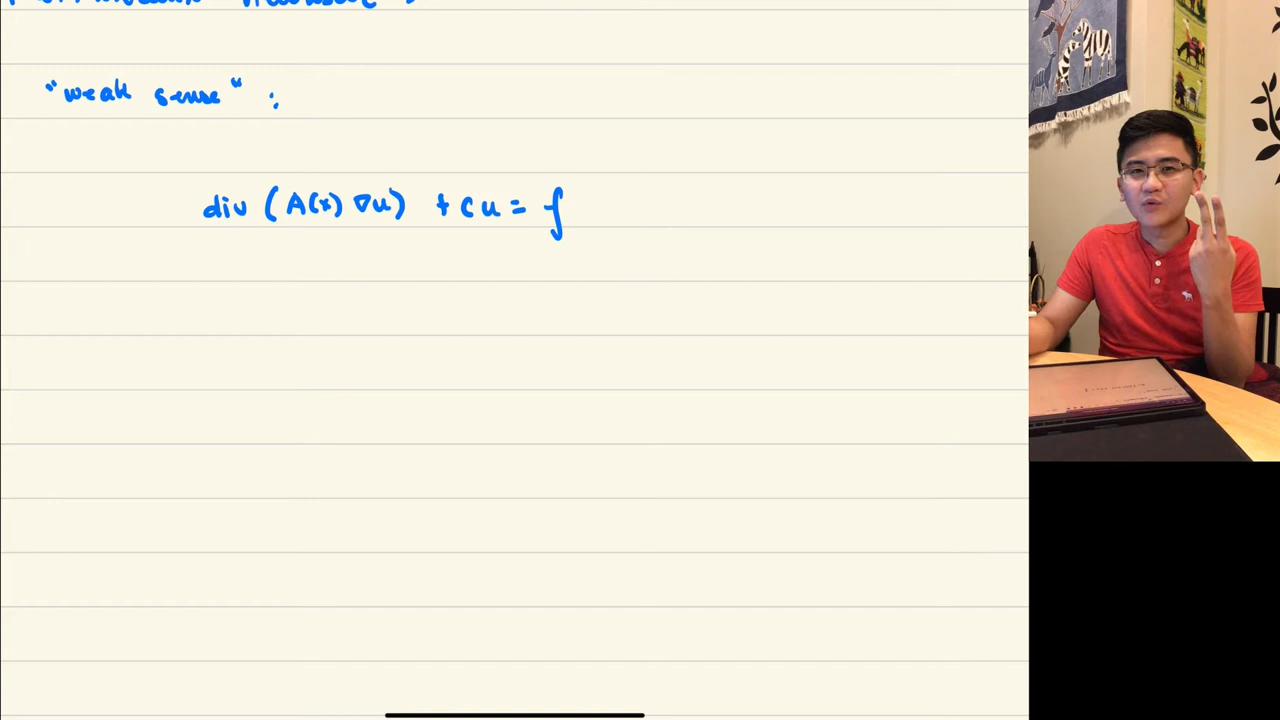 "weak sense" :
div (A(x) ∇u) + cu = f